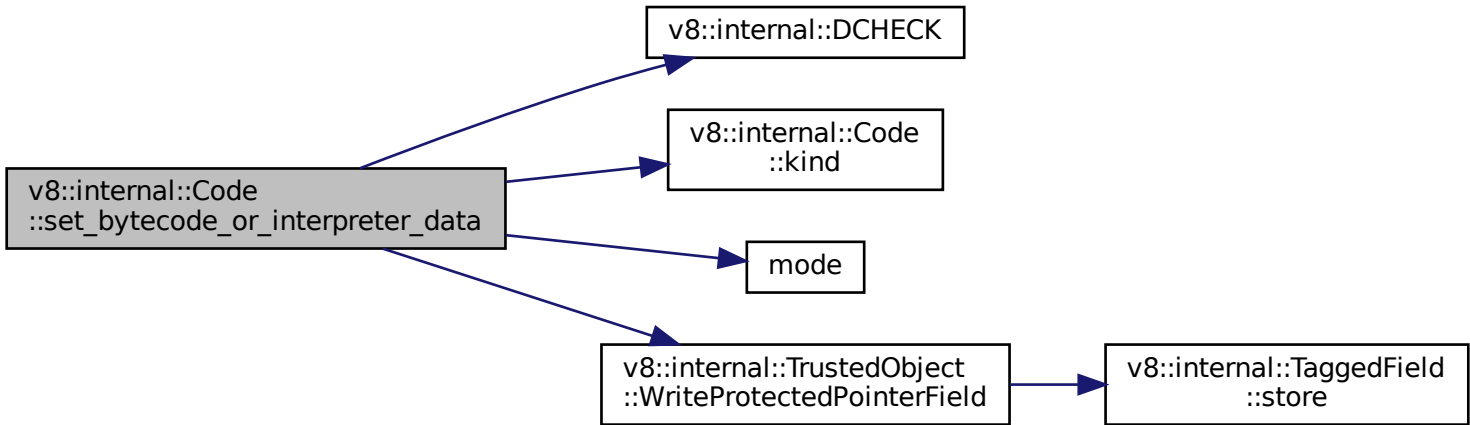 v8::internal::DCHECK
v8::internal::Code
::kind
v8::internal::Code
::set_bytecode_or_interpreter_data
mode
v8::internal::TrustedObject
::WriteProtectedPointerField
v8::internal::TaggedField
::store